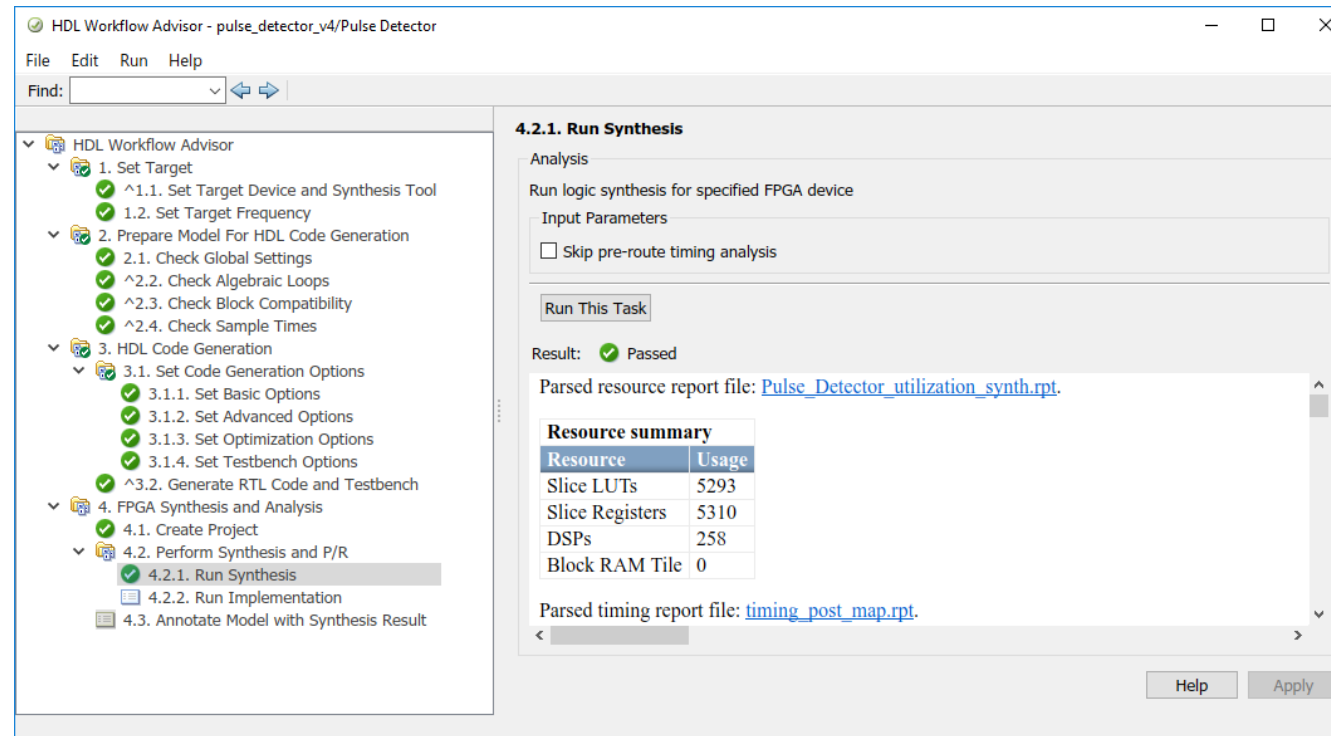 HDL Workflow Advisor - pulse_detector_v4/Pulse Detector
File Edit Run Help
Find:
HDL Workflow Advisor
1. Set Target
^1.1. Set Target Device and Synthesis Tool
1.2. Set Target Frequency
2. Prepare Model For HDL Code Generation
2.1. Check Global Settings
^2.2. Check Algebraic Loops
^2.3. Check Block Compatibility
^2.4. Check Sample Times
3. HDL Code Generation
3.1. Set Code Generation Options
3.1.1. Set Basic Options
3.1.2. Set Advanced Options
3.1.3. Set Optimization Options
3.1.4. Set Testbench Options
^3.2. Generate RTL Code and Testbench
4. FPGA Synthesis and Analysis
4.1. Create Project
4.2. Perform Synthesis and P/R
4.2.1. Run Synthesis
4.2.2. Run Implementation
4.3. Annotate Model with Synthesis Result
4.2.1. Run Synthesis
Analysis
Run logic synthesis for specified FPGA device
Input Parameters
Skip pre-route timing analysis
Run This Task
Result: Passed
Parsed resource report file: Pulse_Detector_utilization_synth.rpt.
Resource summary
Resource Usage
Slice LUTs 5293
Slice Registers 5310
DSPs 258
Block RAM Tile 0
Parsed timing report file: timing_post_map.rpt.
Help Apply